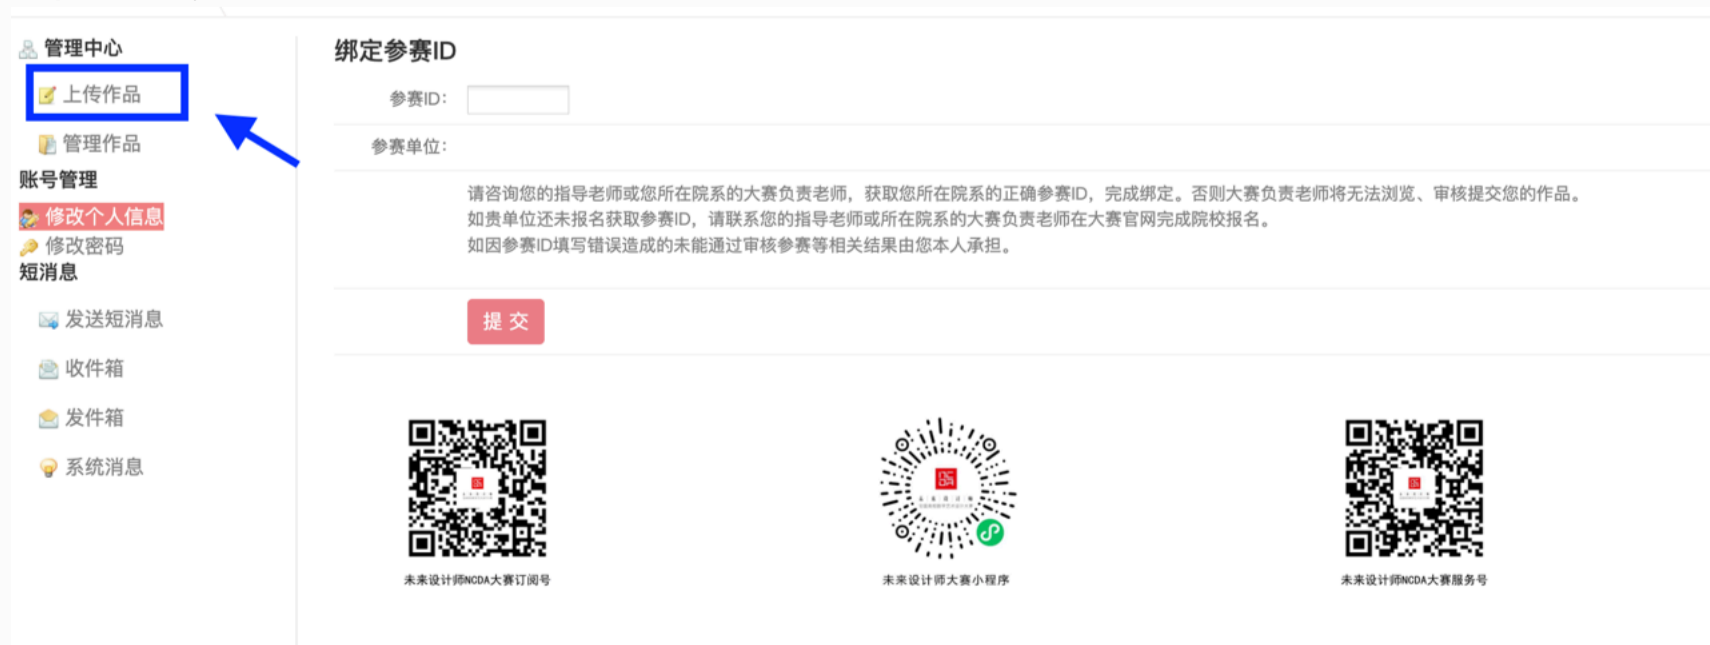 管理中心
上传作品
管理作品
账号管理
修改个人信息
修改密码
短消息
发送短消息
收件箱
发件箱
系统消息
绑定参赛ID
参赛ID：
参赛单位：
请咨询您的指导老师或您所在院系的大赛负责老师，获取您所在院系的正确参赛ID，完成绑定。否则大赛负责老师将无法浏览、审核提交您的作品。
如贵单位还未报名获取参赛ID，请联系您的指导老师或所在院系的大赛负责老师在大赛官网完成院校报名。
如因参赛ID填写错误造成的未能通过审核参赛等相关结果由您本人承担。
提 交
未来设计师NCDA大赛订阅号
未来设计师大赛小程序
未来设计师NCDA大赛服务号